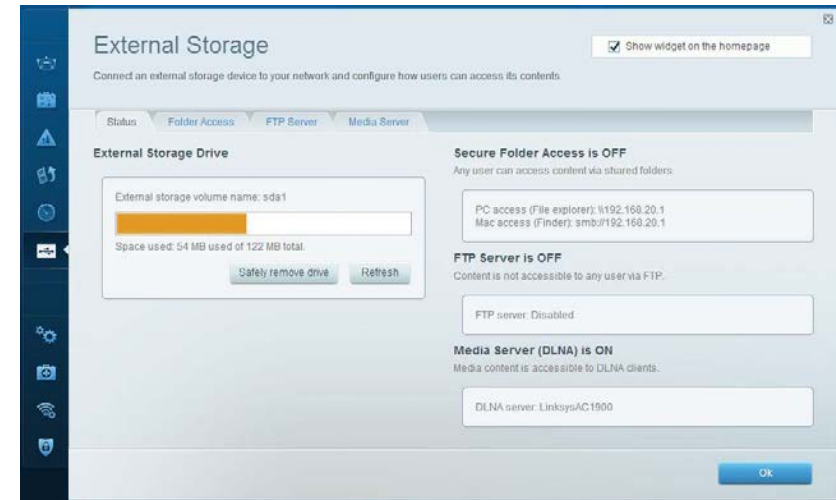 External Storage
Show widget on the homepage
Connect an external storage device to your network and configure how users can access its contents.
Status
Folder Access
FTP Server
Media Server
External Storage Drive
External storage volume name: sda1
Space used: 54 MB used of 122 MB total.
Safely remove drive
Refresh
Secure Folder Access is OFF
Any user can access content via shared folders.
PC access (File explorer): \\192.168.20.1
Mac access (Finder): smb://192.168.20.1
FTP Server is OFF
Content is not accessible to any user via FTP.
FTP server: Disabled
Media Server (DLNA) is ON
Media content is accessible to DLNA clients.
DLNA server: LinksysAC1900
Ok